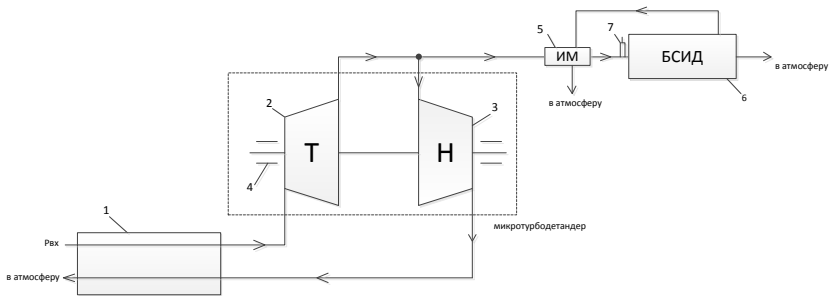 5
7
ИМ
БСИД
в атмосферу
6
в атмосферу
2
3
Т
Н
4
микротурбодетандер
1
Рвх
в атмосферу